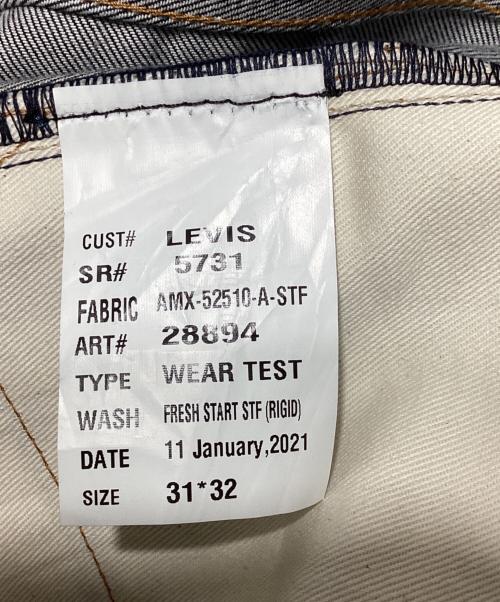 CUST# LEVIS
SR# 5731
FABRIC AMX-52510-A-STF
ART# 28894
TYPE WEAR TEST
WASH FRESH START STF (RIGID)
DATE 11 January,2021
SIZE 31*32